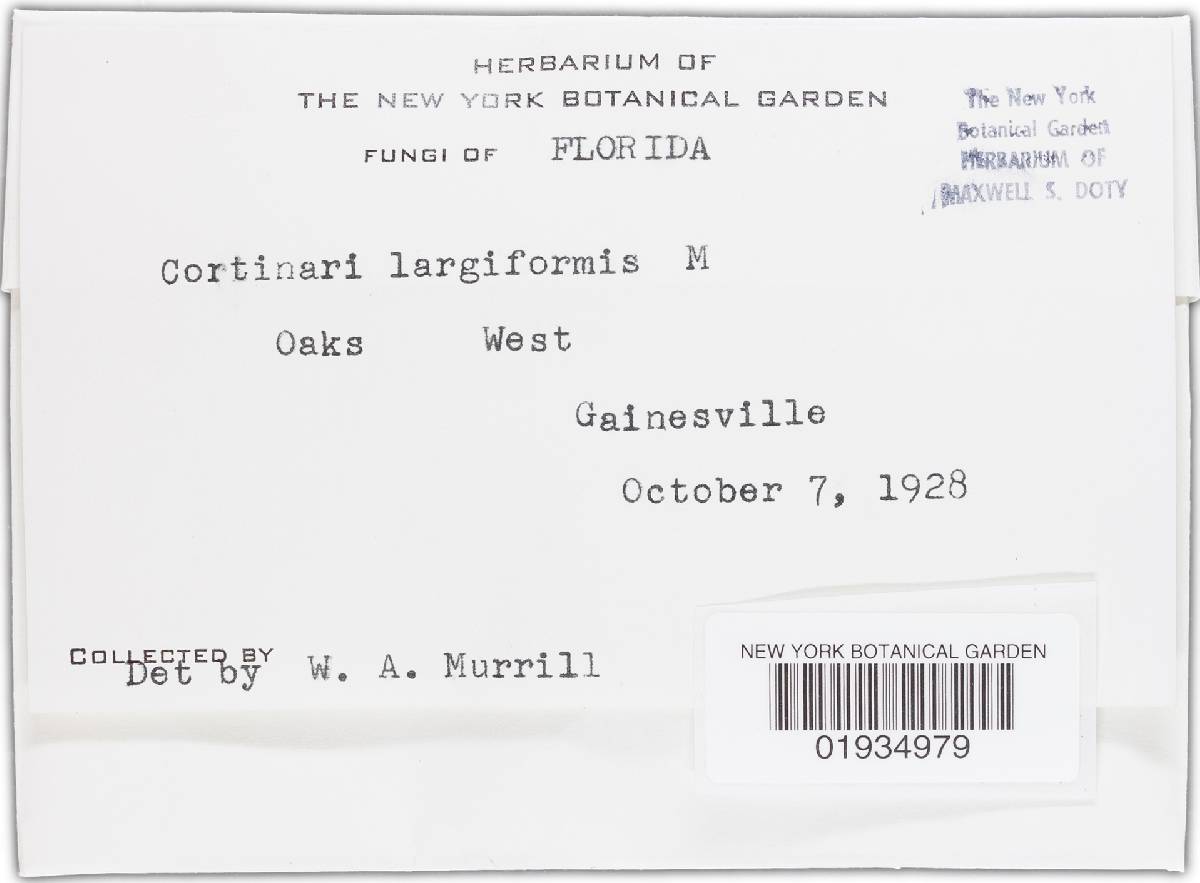 HERBARIUM OF
THE NEW YORK BOTANICAL GARDEN
FUNGI OF FLORIDA
The New York
Botanical Garden
HERBARIUM OF
MAXWELL S. DOTY
Cortinari largiformis M
Oaks West
Gainesville
October 7, 1928
COLLECTED BY
Det by W. A. Murrill
NEW YORK BOTANICAL GARDEN
01934979